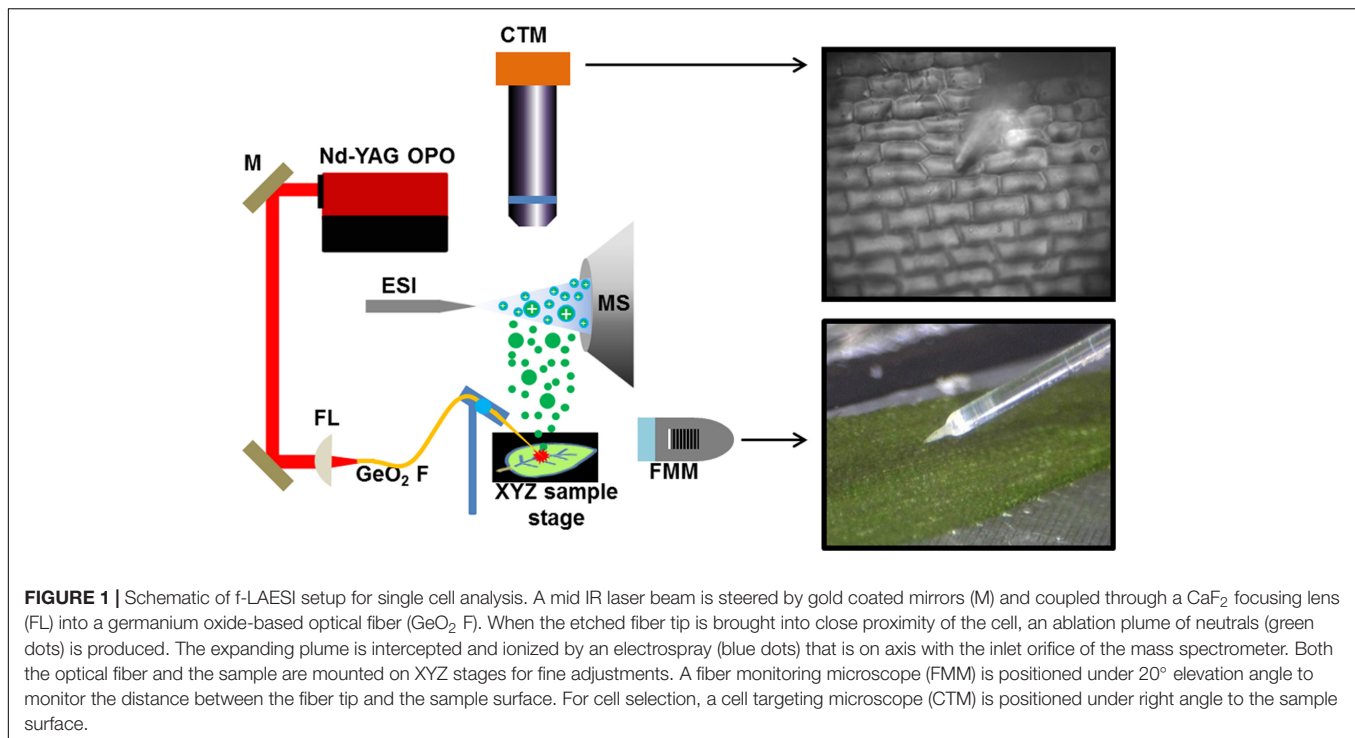 CTM
Nd-YAG OPO
M
ESI
MS
FL
GeO₂ F
XYZ sample
stage
FMM
FIGURE 1 | Schematic of f-LAESI setup for single cell analysis. A mid IR laser beam is steered by gold coated mirrors (M) and coupled through a CaF₂ focusing lens
(FL) into a germanium oxide-based optical fiber (GeO₂ F). When the etched fiber tip is brought into close proximity of the cell, an ablation plume of neutrals (green
dots) is produced. The expanding plume is intercepted and ionized by an electrospray (blue dots) that is on axis with the inlet orifice of the mass spectrometer. Both
the optical fiber and the sample are mounted on XYZ stages for fine adjustments. A fiber monitoring microscope (FMM) is positioned under 20° elevation angle to
monitor the distance between the fiber tip and the sample surface. For cell selection, a cell targeting microscope (CTM) is positioned under right angle to the sample
surface.